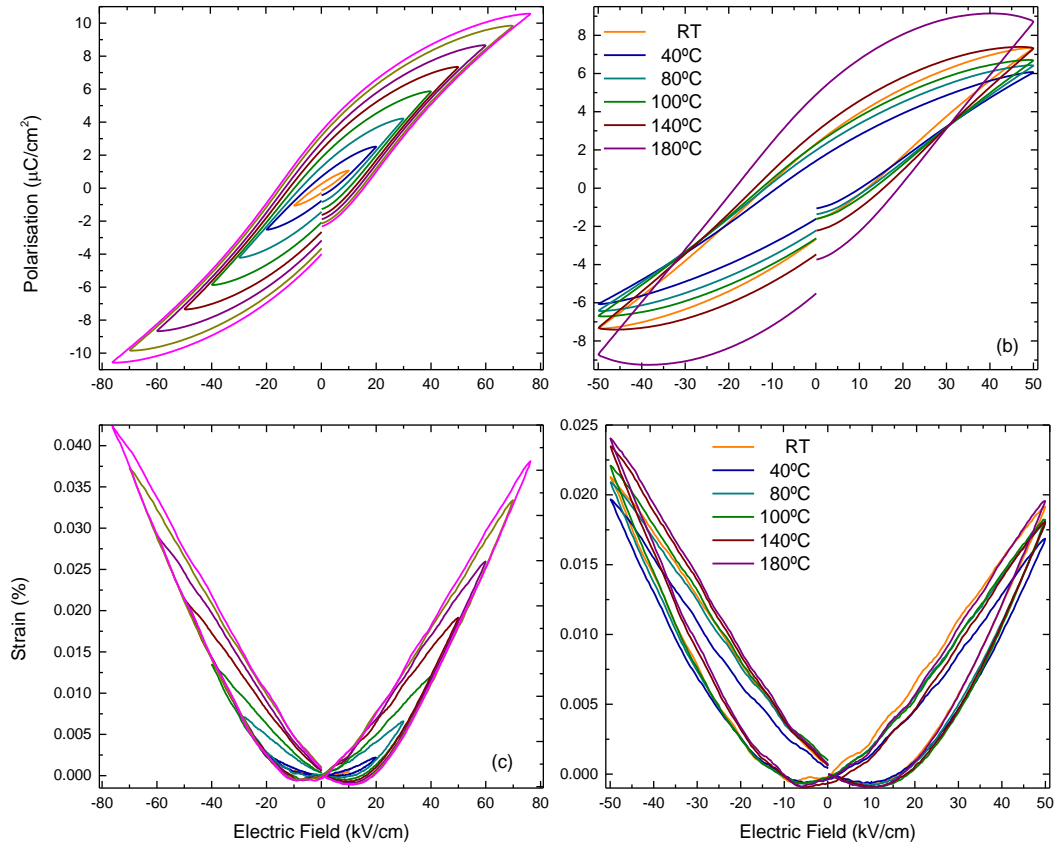 10
8
6
4
2
0
-2
-4
-6
-8
-10
Polarisation (µC/cm²)
-80 -60 -40 -20 0 20 40 60 80
8
6
4
2
0
-2
-4
-6
-8
RT
40ºC
80ºC
100ºC
140ºC
180ºC
(b)
-50 -40 -30 -20 -10 0 10 20 30 40 50
0.040
0.035
0.030
0.025
0.020
0.015
0.010
0.005
0.000
Strain (%)
(c)
-80 -60 -40 -20 0 20 40 60 80
Electric Field (kV/cm)
0.025
0.020
0.015
0.010
0.005
0.000
RT
40ºC
80ºC
100ºC
140ºC
180ºC
-50 -40 -30 -20 -10 0 10 20 30 40 50
Electric Field (kV/cm)